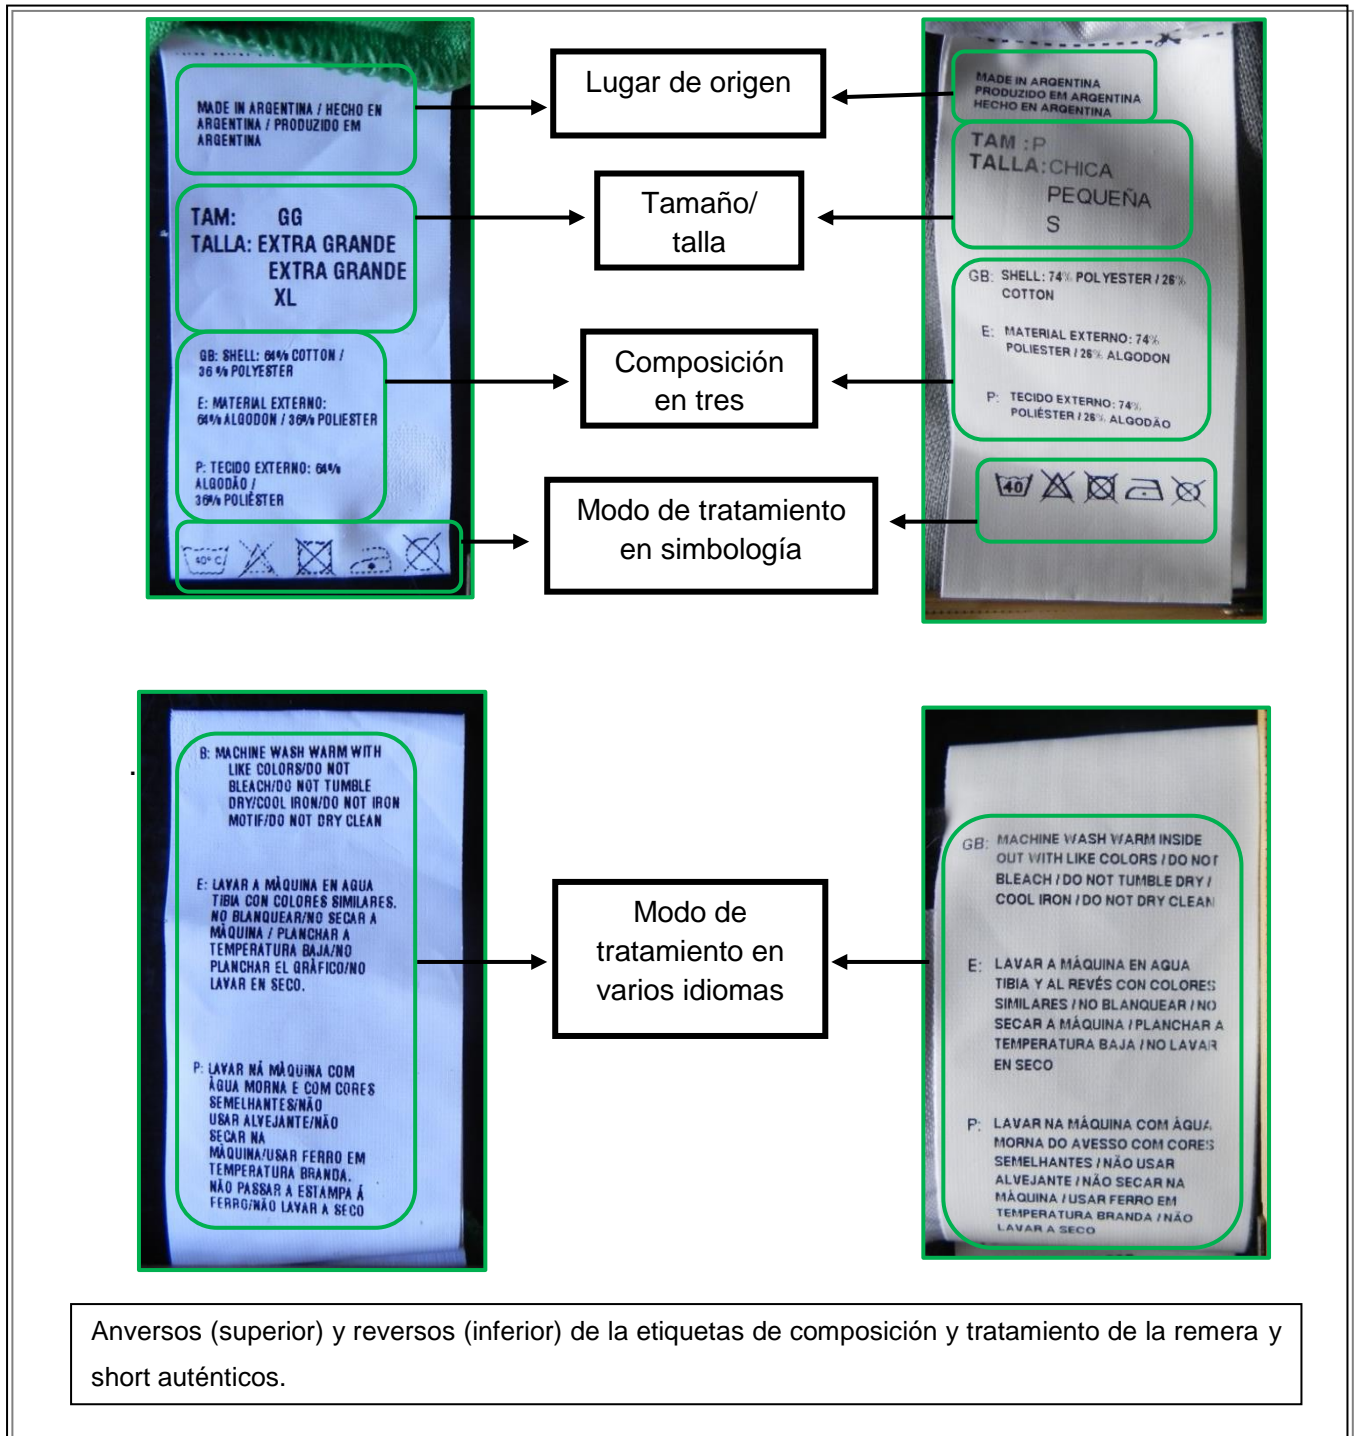 MADE IN ARGENTINA / HECHO EN
ARGENTINA / PRODUZIDO EM
ARGENTINA
TAM: GG
TALLA: EXTRA GRANDE
EXTRA GRANDE
XL
GB: SHELL: 64% COTTON /
36 % POLYESTER
E: MATERIAL EXTERNO:
64% ALGODON / 36% POLIESTER
P: TECIDO EXTERNO: 64%
ALGODÃO /
36% POLIÈSTER
40° C
Lugar de origen
Tamaño/
talla
Composición
en tres
Modo de tratamiento
en simbología
MADE IN ARGENTINA
PRODUZIDO EM ARGENTINA
HECHO EN ARGENTINA
TAM : P
TALLA: CHICA
PEQUEÑA
S
GB: SHELL: 74% POLYESTER / 26%
COTTON
E: MATERIAL EXTERNO: 74%
POLIESTER / 26% ALGODON
P: TECIDO EXTERNO: 74%
POLIÉSTER / 26% ALGODÃO
40
B: MACHINE WASH WARM WITH
LIKE COLORS/DO NOT
BLEACH/DO NOT TUMBLE
DRY/COOL IRON/DO NOT IRON
MOTIF/DO NOT DRY CLEAN
E: LAVAR A MÀQUINA EN AGUA
TIBIA CON COLORES SIMILARES.
NO BLANQUEAR/NO SECAR A
MÀQUINA / PLANCHAR A
TEMPERATURA BAJA/NO
PLANCHAR EL GRÀFICO/NO
LAVAR EN SECO.
P: LAVAR NÁ MÀQUINA COM
ÀGUA MORNA E COM CORES
SEMELHANTES/NÃO
USAR ALVEJANTE/NÃO
SECAR NA
MÀQUINA/USAR FERRO EM
TEMPERATURA BRANDA.
NÃO PASSAR A ESTAMPA Á
FERRO/NÃO LAVAR A SECO
Modo de
tratamiento en
varios idiomas
GB: MACHINE WASH WARM INSIDE
OUT WITH LIKE COLORS / DO NOT
BLEACH / DO NOT TUMBLE DRY /
COOL IRON / DO NOT DRY CLEAN
E: LAVAR A MÁQUINA EN AGUA
TIBIA Y AL REVÉS CON COLORES
SIMILARES / NO BLANQUEAR / NO
SECAR A MÁQUINA / PLANCHAR A
TEMPERATURA BAJA / NO LAVAR
EN SECO
P: LAVAR NA MÁQUINA COM ÁGUA
MORNA DO AVESSO COM CORES
SEMELHANTES / NÃO USAR
ALVEJANTE / NÃO SECAR NA
MÀQUINA / USAR FERRO EM
TEMPERATURA BRANDA / NÃO
LAVAR A SECO
Anversos (superior) y reversos (inferior) de la etiquetas de composición y tratamiento de la remera y
short auténticos.